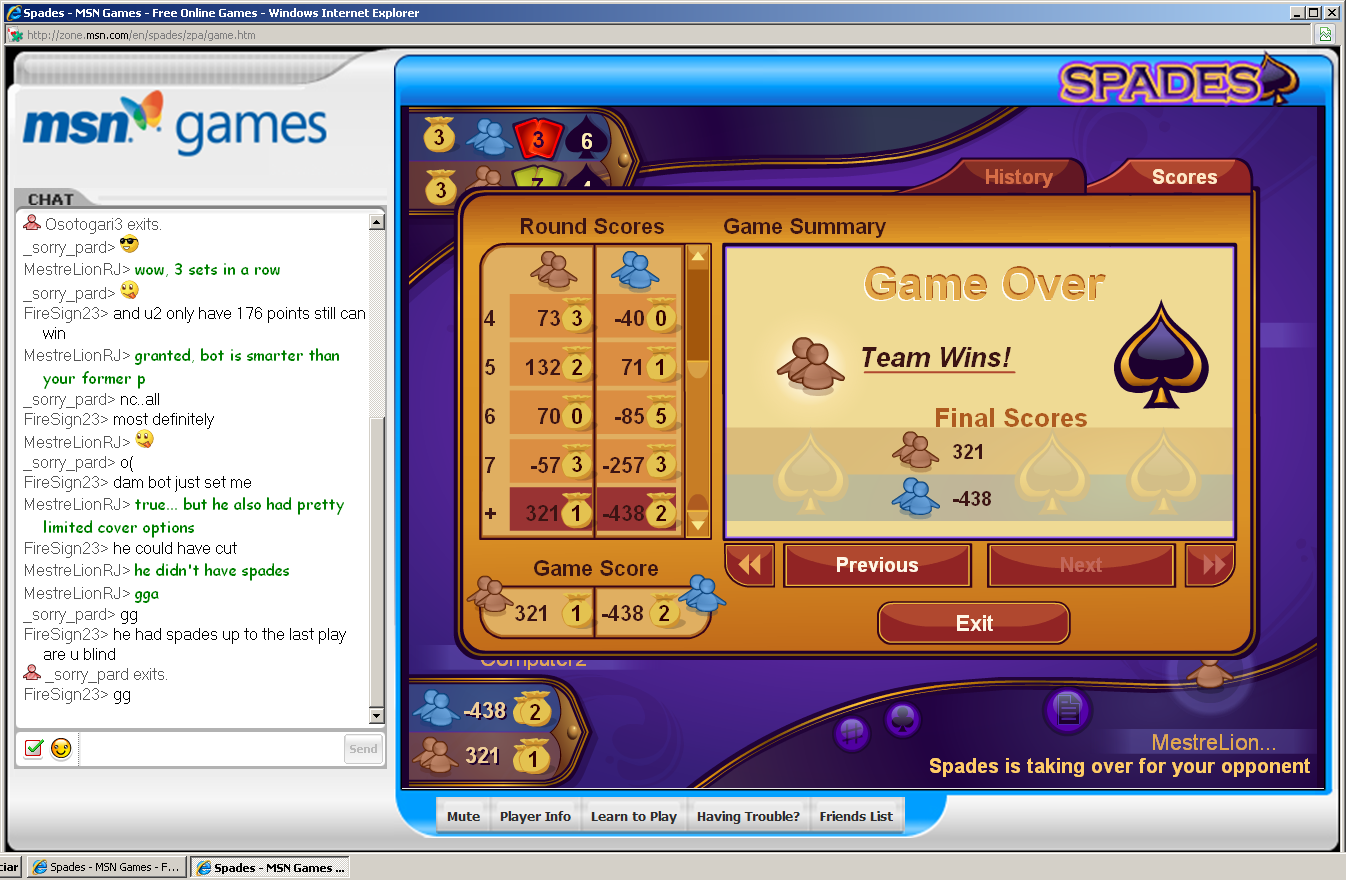 Spades - MSN Games - Free Online Games - Windows Internet Explorer
http://zone.msn.com/en/spades/zpa/game.htm
msn games
CHAT
Osotogari3 exits.
_sorry_pard>
MestreLionRJ> wow, 3 sets in a row
_sorry_pard>
FireSign23> and u2 only have 176 points still can
win
MestreLionRJ> granted, bot is smarter than
your former p
_sorry_pard> nc..all
FireSign23> most definitely
MestreLionRJ>
_sorry_pard> o(
FireSign23> dam bot just set me
MestreLionRJ> true... but he also had pretty
limited cover options
FireSign23> he could have cut
MestreLionRJ> he didn't have spades
MestreLionRJ> gga
_sorry_pard> gg
FireSign23> he had spades up to the last play
are u blind
_sorry_pard exits.
FireSign23> gg
Send
SPADES
3 3 6
3 7 4
History
Scores
Round Scores
4 73 3 -40 0
5 132 2 71 1
6 70 0 -85 5
7 -57 3 -257 3
+ 321 1 -438 2
Game Score
321 1 -438 2
Game Summary
Game Over
Team Wins!
Final Scores
321
-438
Previous
Next
Exit
Computer2
-438 2
321 1
MestreLion...
Spades is taking over for your opponent
Mute
Player Info
Learn to Play
Having Trouble?
Friends List
ciar
Spades - MSN Games - F...
Spades - MSN Games ...